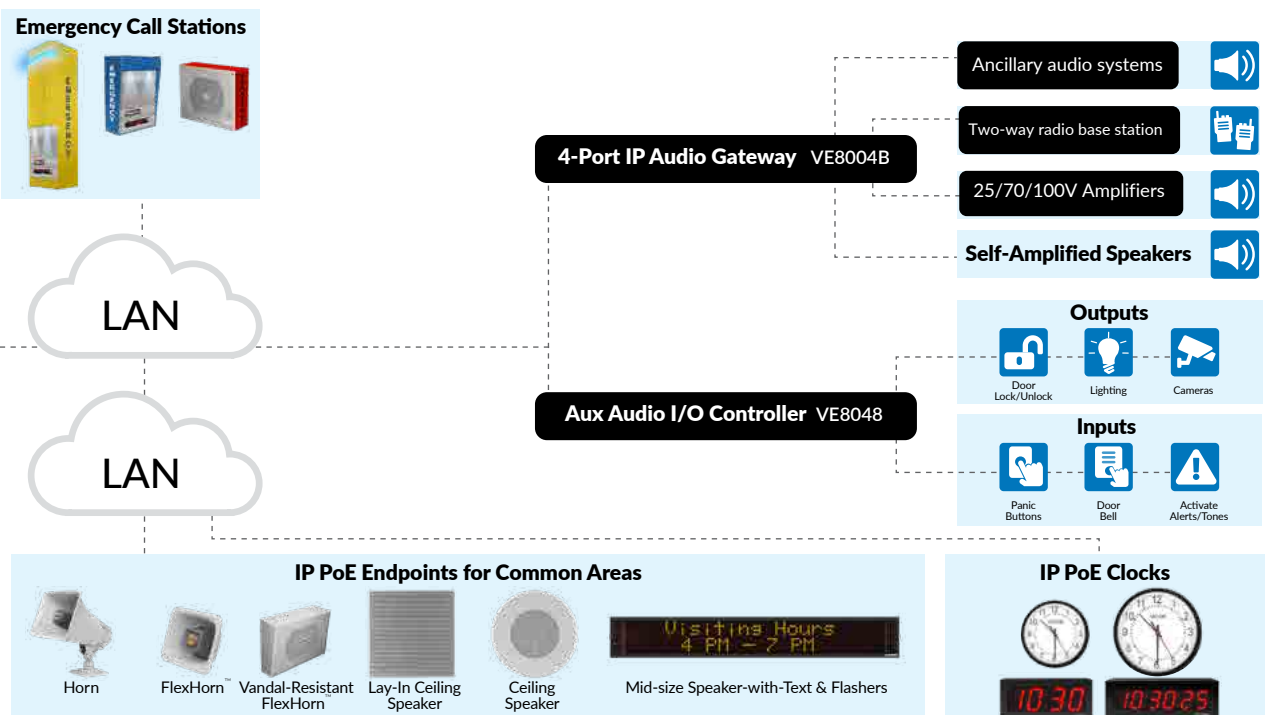 Emergency Call Stations
EMERGENCY
EMERGENCY
LAN
LAN
4-Port IP Audio Gateway VE8004B
Ancillary audio systems
Two-way radio base station
25/70/100V Amplifiers
Self-Amplified Speakers
Aux Audio I/O Controller VE8048
Outputs
Door
Lock/Unlock
Lighting
Cameras
Inputs
Panic
Buttons
Door
Bell
Activate
Alerts/Tones
IP PoE Endpoints for Common Areas
Horn
FlexHorn™
Vandal-Resistant
FlexHorn™
Lay-In Ceiling
Speaker
Ceiling
Speaker
Visiting Hours
4 PM – 7 PM
Mid-size Speaker-with-Text & Flashers
IP PoE Clocks
10:30
10:30:25